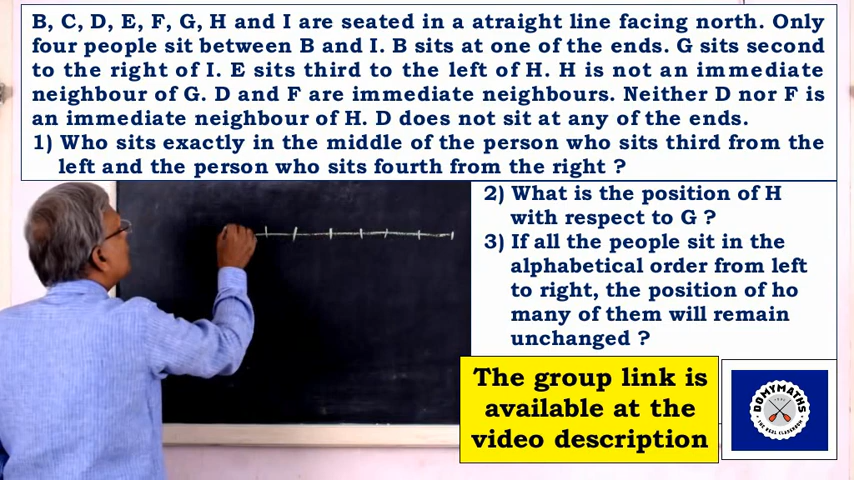 B, C, D, E, F, G, H and I are seated in a atraight line facing north. Only
four people sit between B and I. B sits at one of the ends. G sits second
to the right of I. E sits third to the left of H. H is not an immediate
neighbour of G. D and F are immediate neighbours. Neither D nor F is
an immediate neighbour of H. D does not sit at any of the ends.
1) Who sits exactly in the middle of the person who sits third from the
left and the person who sits fourth from the right ?
2) What is the position of H
with respect to G ?
3) If all the people sit in the
alphabetical order from left
to right, the position of ho
many of them will remain
unchanged ?
The group link is
available at the
video description
DOMYMATHS
THE REAL CLASSROOM